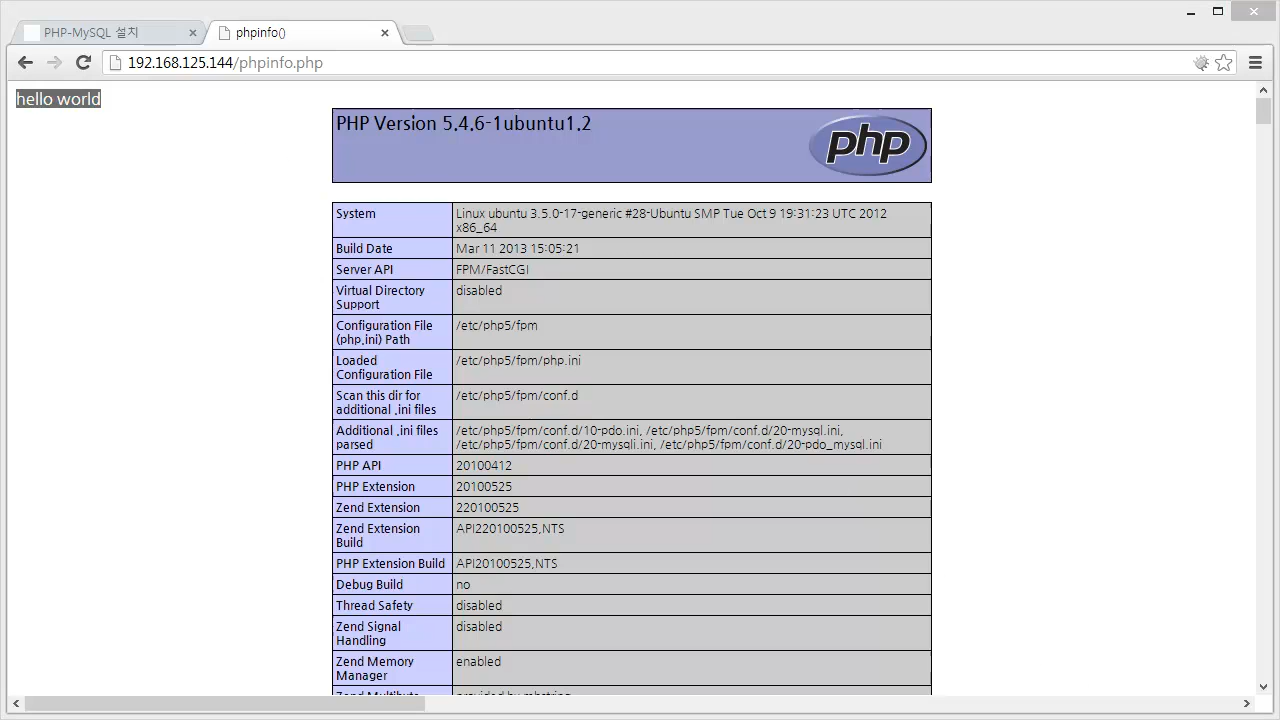 PHP-MySQL 설치
phpinfo()
192.168.125.144/phpinfo.php
hello world
PHP Version 5.4.6-1ubuntu1.2
php
System
Linux ubuntu 3.5.0-17-generic #28-Ubuntu SMP Tue Oct 9 19:31:23 UTC 2012
x86_64
Build Date
Mar 11 2013 15:05:21
Server API
FPM/FastCGI
Virtual Directory
Support
disabled
Configuration File
(php.ini) Path
/etc/php5/fpm
Loaded
Configuration File
/etc/php5/fpm/php.ini
Scan this dir for
additional .ini files
/etc/php5/fpm/conf.d
Additional .ini files
parsed
/etc/php5/fpm/conf.d/10-pdo.ini, /etc/php5/fpm/conf.d/20-mysql.ini,
/etc/php5/fpm/conf.d/20-mysqli.ini, /etc/php5/fpm/conf.d/20-pdo_mysql.ini
PHP API
20100412
PHP Extension
20100525
Zend Extension
220100525
Zend Extension
Build
API220100525,NTS
PHP Extension Build
API20100525,NTS
Debug Build
no
Thread Safety
disabled
Zend Signal
Handling
disabled
Zend Memory
Manager
enabled
Zend Multibyte
provided by mbstring